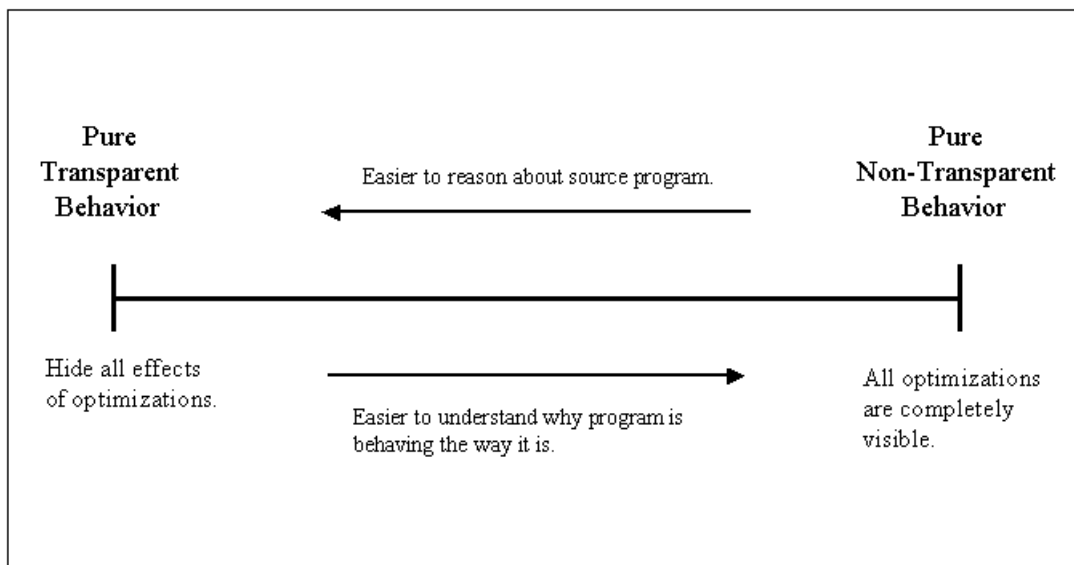 Pure
Transparent
Behavior
Easier to reason about source program.
Pure
Non-Transparent
Behavior
Hide all effects
of optimizations.
Easier to understand why program is
behaving the way it is.
All optimizations
are completely
visible.